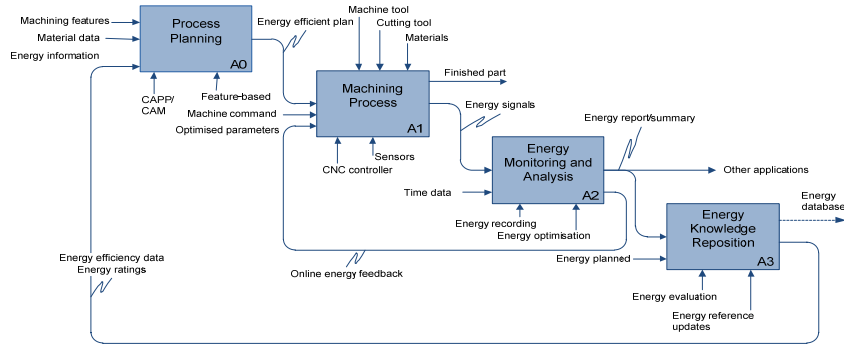 Machining features
Material data
Energy information
Process
Planning
A0
CAPP/
CAM
Feature-based
Energy efficient plan
Machine tool
Cutting tool
Materials
Machine command
Optimised parameters
Machining
Process
A1
Finished part
CNC controller
Sensors
Energy signals
Time data
Energy
Monitoring and
Analysis
A2
Energy report/summary
Other applications
Energy recording
Energy optimisation
Online energy feedback
Energy planned
Energy
Knowledge
Reposition
A3
Energy
database
Energy evaluation
Energy reference
updates
Energy efficiency data
Energy ratings